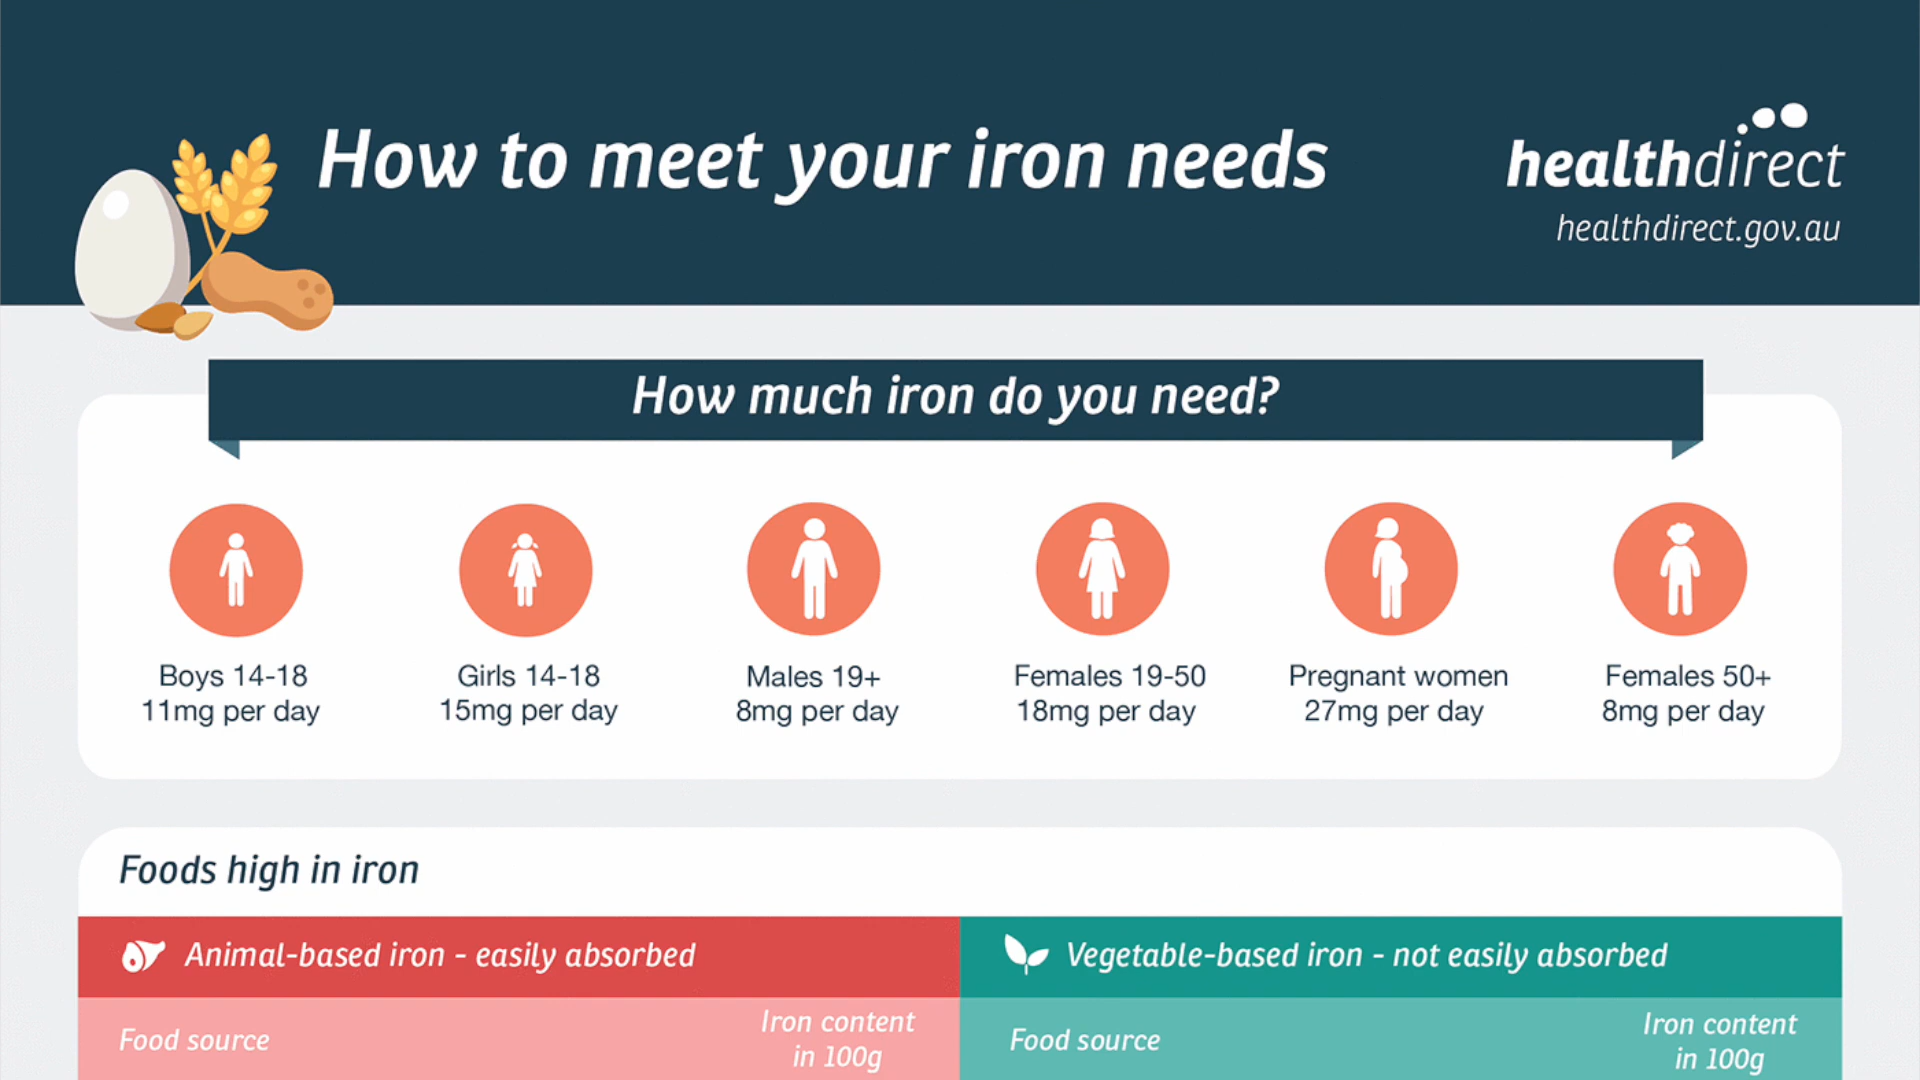 How to meet your iron needs
healthdirect
healthdirect.gov.au
How much iron do you need?
Boys 14-18
11mg per day
Girls 14-18
15mg per day
Males 19+
8mg per day
Females 19-50
18mg per day
Pregnant women
27mg per day
Females 50+
8mg per day
Foods high in iron
Animal-based iron - easily absorbed
Food source
Iron content
in 100g
Vegetable-based iron - not easily absorbed
Food source
Iron content
in 100g